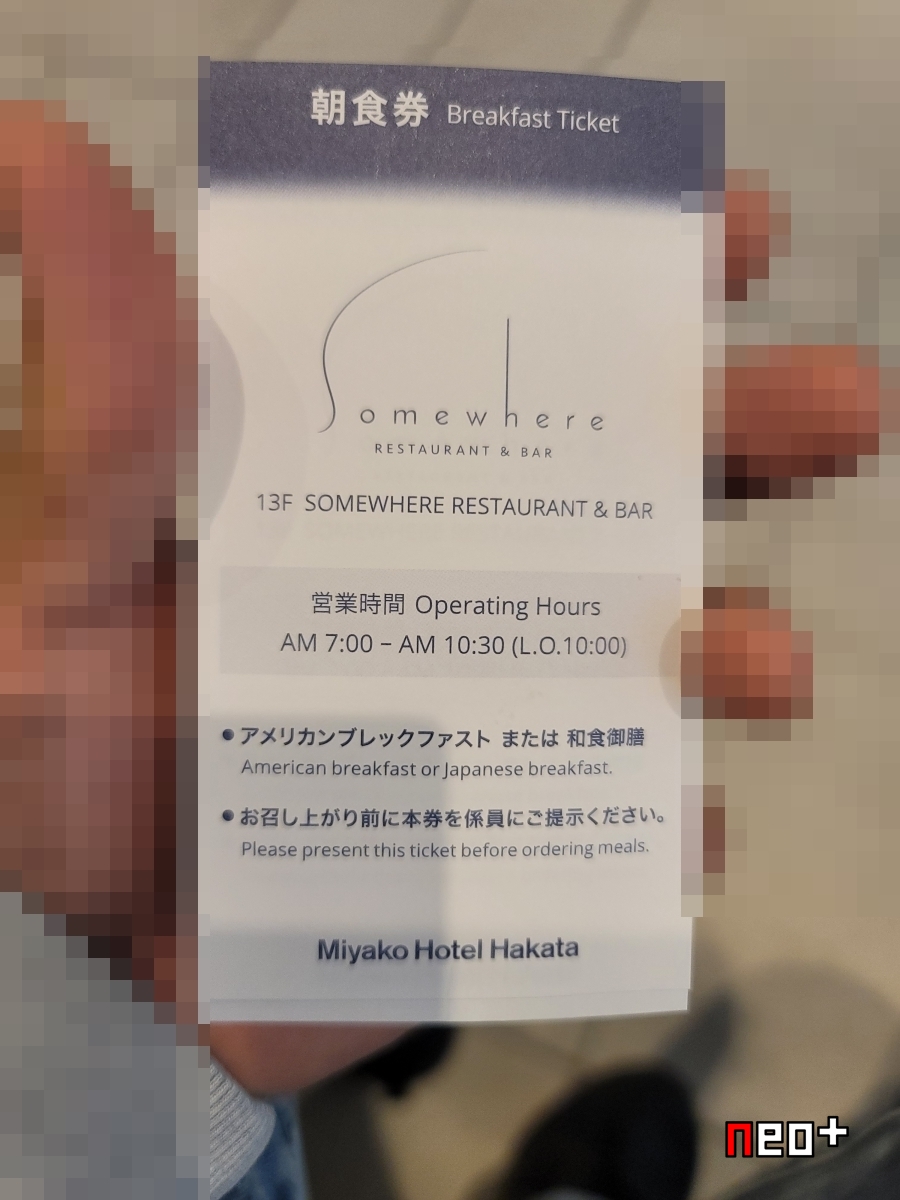 朝食券 Breakfast Ticket
Somewhere
RESTAURANT & BAR
13F SOMEWHERE RESTAURANT & BAR
営業時間 Operating Hours
AM 7:00 – AM 10:30 (L.O.10:00)
●アメリカンブレックファスト または 和食御膳
American breakfast or Japanese breakfast.
●お召し上がり前に本券を係員にご提示ください。
Please present this ticket before ordering meals.
Miyako Hotel Hakata
neo+